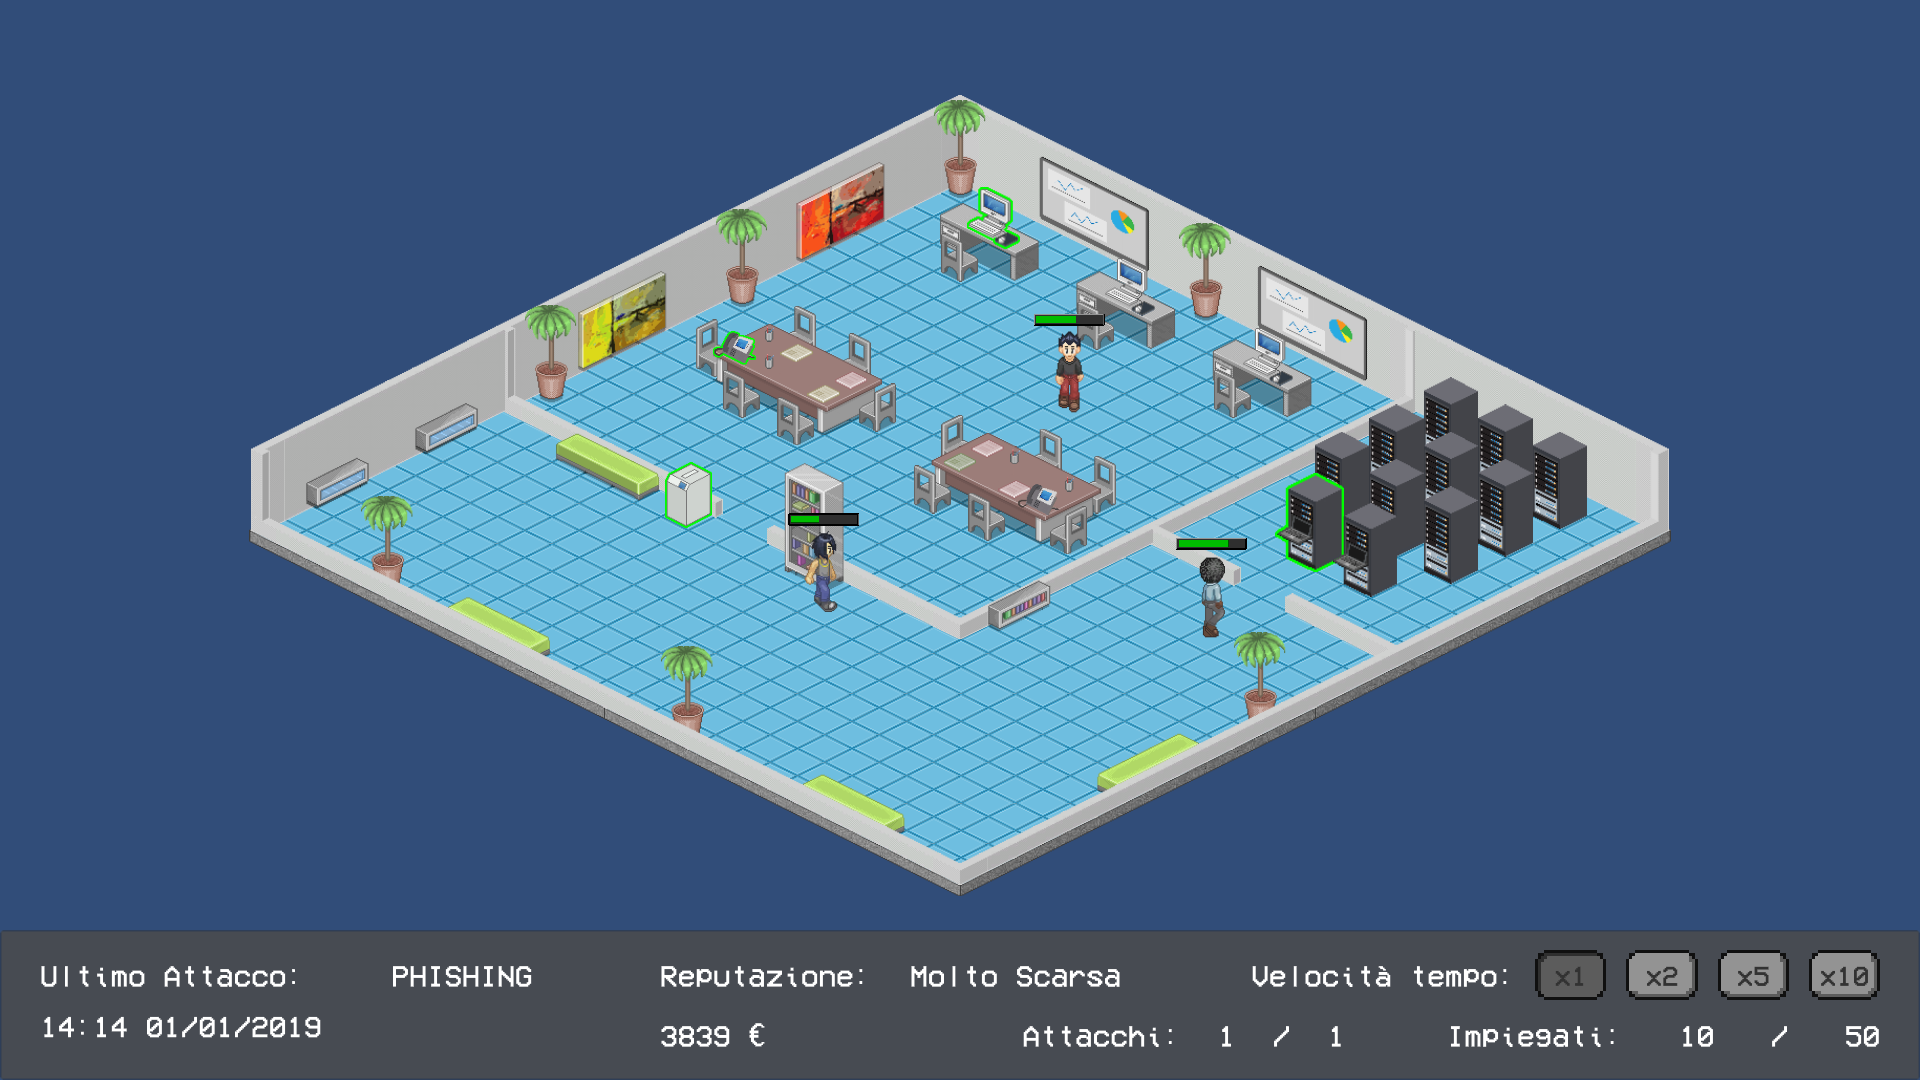 Ultimo Attacco: PHISHING Reputazione: Molto Scarsa Velocità tempo: x1 x2 x5 x10
14:14 01/01/2019 3839 € Attacchi: 1 / 1 Impiegati: 10 / 50